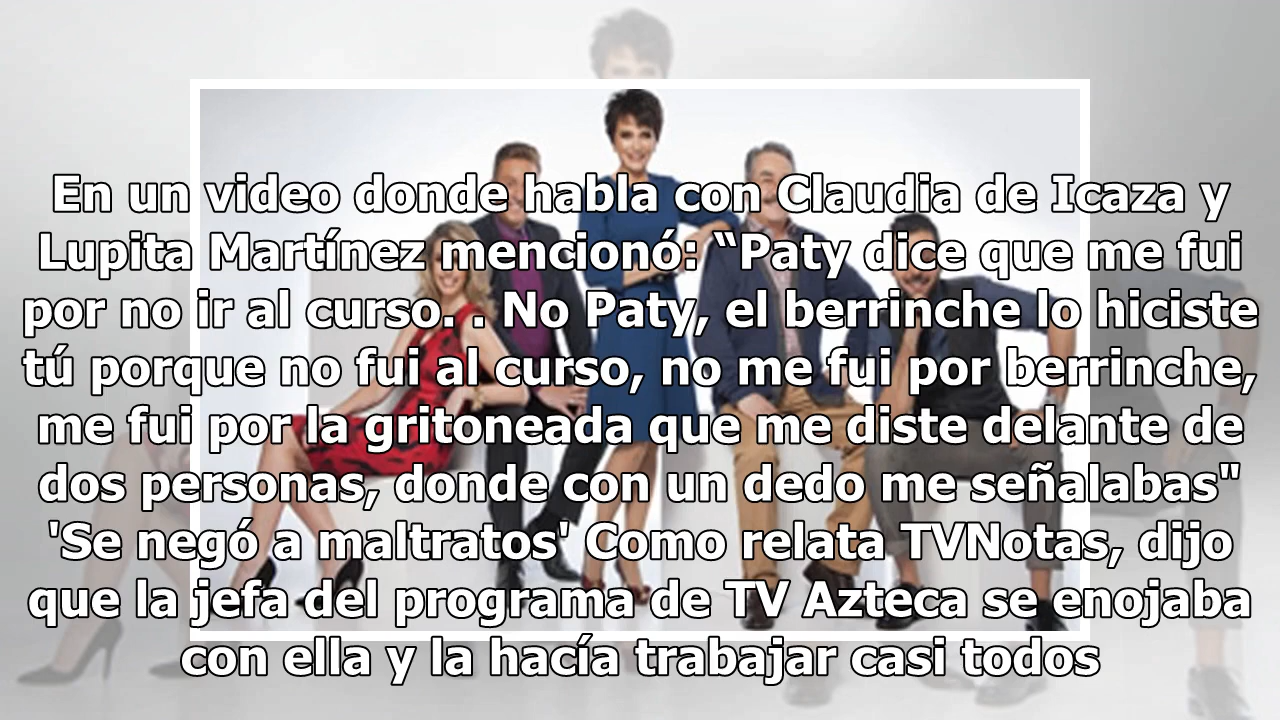 En un video donde habla con Claudia de Icaza y
Lupita Martínez mencionó: “Paty dice que me fui
por no ir al curso. . No Paty, el berrinche lo hiciste
tú porque no fui al curso, no me fui por berrinche,
me fui por la gritoneada que me diste delante de
dos personas, donde con un dedo me señalabas"
'Se negó a maltratos' Como relata TVNotas, dijo
que la jefa del programa de TV Azteca se enojaba
con ella y la hacía trabajar casi todos